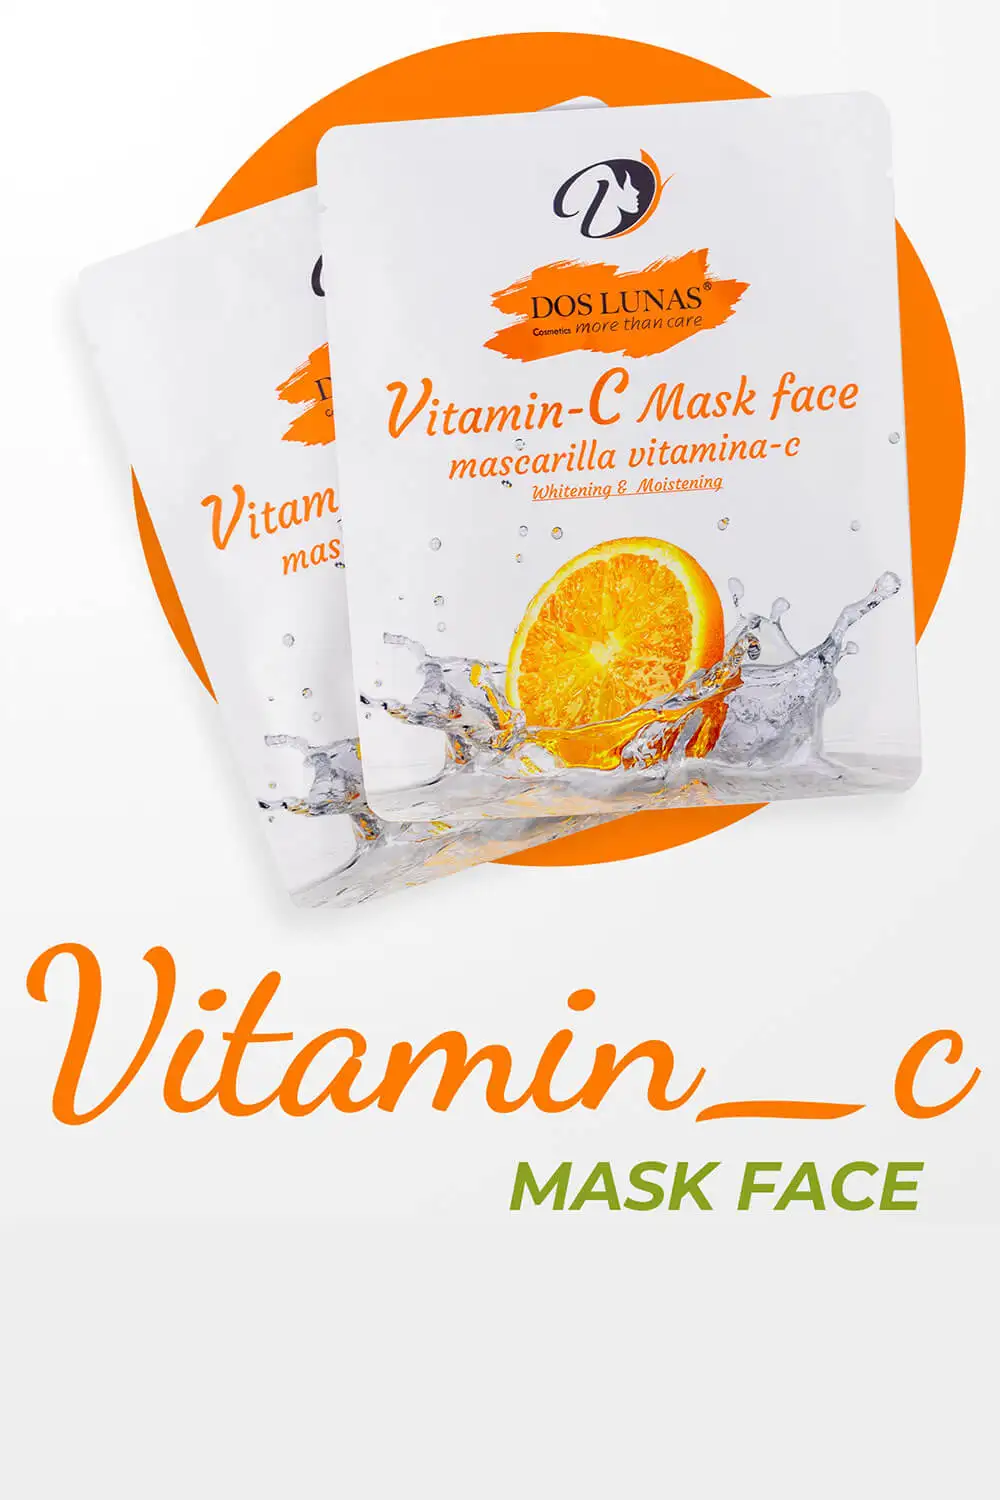 DOS LUNAS®
Cosmetics more than care
Vitamin-C Mask face
mascarilla vitamina-c
Whitening & Moistening
Vitam
mas
Vitamin_c
MASK FACE